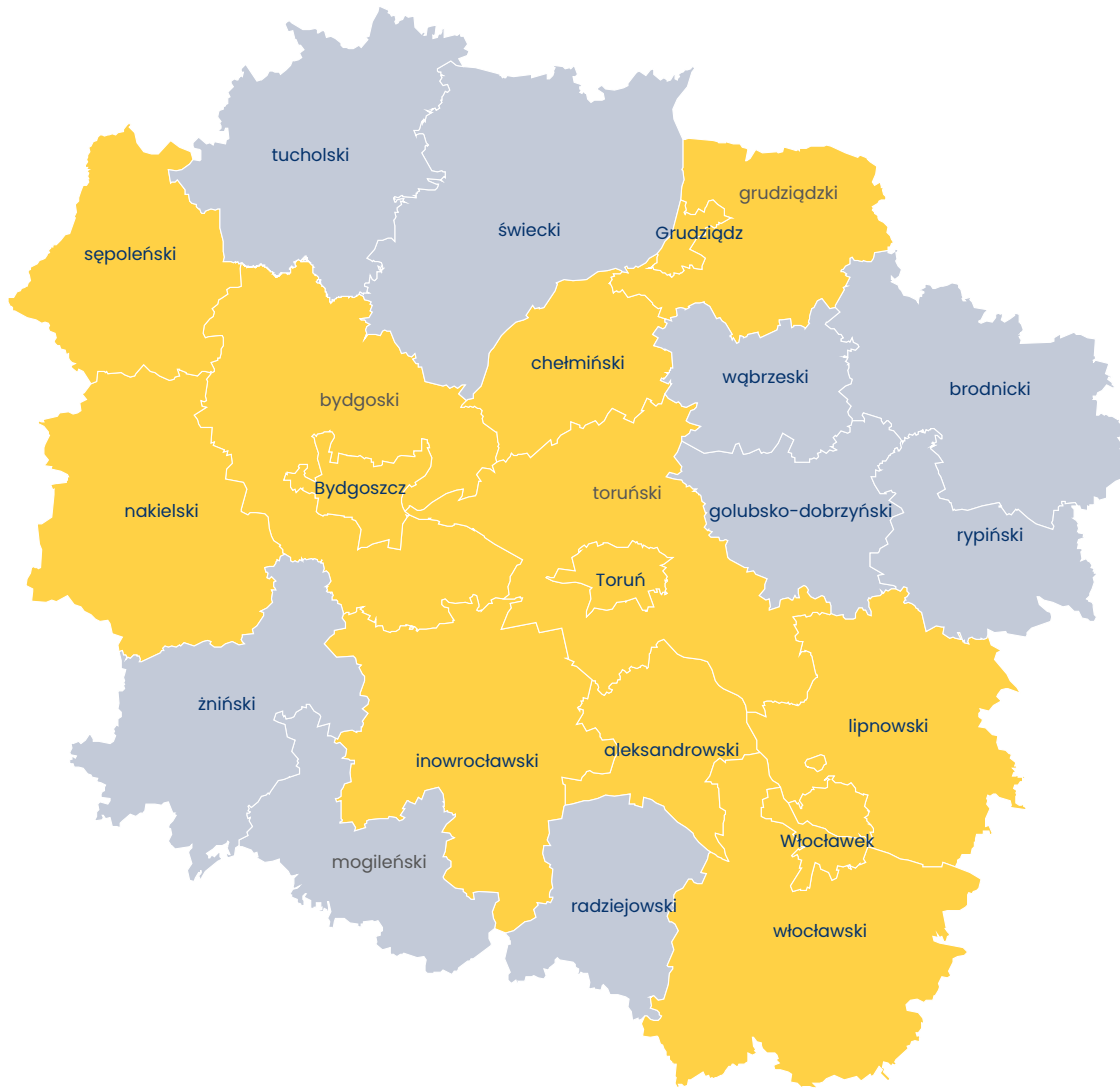 tucholski
grudziądzki
świecki
Grudziądz
sępoleński
chełmiński
wąbrzeski
brodnicki
bydgoski
Bydgoszcz
toruński
nakielski
golubsko-dobrzyński
rypiński
Toruń
żniński
lipnowski
aleksandrowski
inowrocławski
Włocławek
mogileński
radziejowski
włocławski